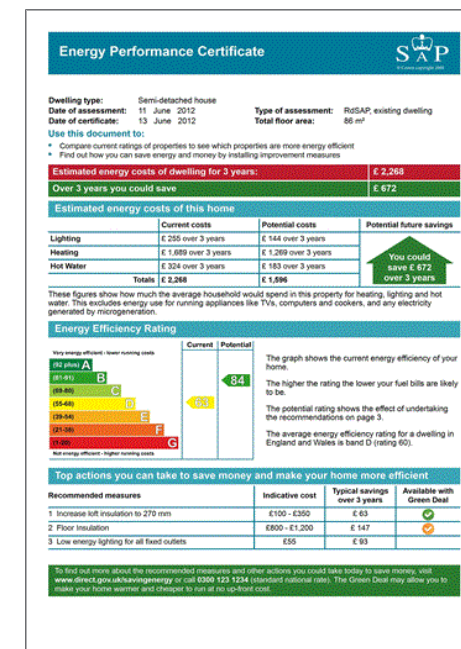 Energy Performance Certificate
SAP
© Crown copyright 2009
Dwelling type: Semi-detached house
Date of assessment: 11 June 2012 Type of assessment: RdSAP, existing dwelling
Date of certificate: 13 June 2012 Total floor area: 86 m²
Use this document to:
• Compare current ratings of properties to see which properties are more energy efficient
• Find out how you can save energy and money by installing improvement measures
Estimated energy costs of dwelling for 3 years: £ 2,268
Over 3 years you could save £ 672
Estimated energy costs of this home
Current costs Potential costs Potential future savings
Lighting £ 255 over 3 years £ 144 over 3 years
Heating £ 1,689 over 3 years £ 1,269 over 3 years
Hot Water £ 324 over 3 years £ 183 over 3 years
Totals £ 2,268 £ 1,596
You could
save £ 672
over 3 years
These figures show how much the average household would spend in this property for heating, lighting and hot
water. This excludes energy use for running appliances like TVs, computers and cookers, and any electricity
generated by microgeneration.
Energy Efficiency Rating
Current Potential
Very energy efficient - lower running costs
(92 plus) A
(81-91) B
(69-80) C
(55-68) D
(39-54) E
(21-38) F
(1-20) G
Not energy efficient - higher running costs
63
84
The graph shows the current energy efficiency of your
home.
The higher the rating the lower your fuel bills are likely
to be.
The potential rating shows the effect of undertaking
the recommendations on page 3.
The average energy efficiency rating for a dwelling in
England and Wales is band D (rating 60).
Top actions you can take to save money and make your home more efficient
Recommended measures Indicative cost Typical savings over 3 years Available with Green Deal
1 Increase loft insulation to 270 mm £100 - £350 £ 63
2 Floor Insulation £800 - £1,200 £ 147
3 Low energy lighting for all fixed outlets £55 £ 93
To find out more about the recommended measures and other actions you could take today to save money, visit
www.direct.gov.uk/savingenergy or call 0300 123 1234 (standard national rate). The Green Deal may allow you to
make your home warmer and cheaper to run at no up-front cost.